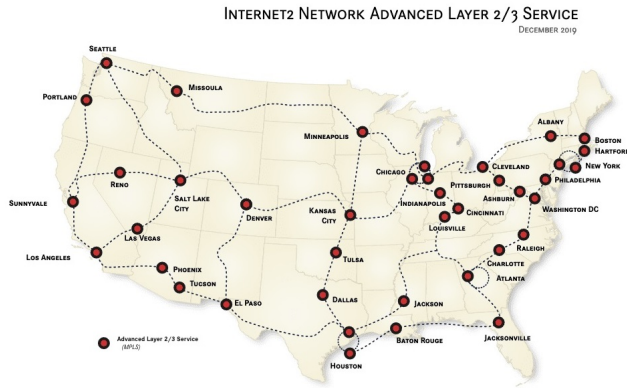 Internet2 Network Advanced Layer 2/3 Service
December 2019
Seattle
Missoula
Portland
Minneapolis
Albany
Boston
Hartford
New York
Cleveland
Chicago
Philadelphia
Pittsburgh
Ashburn
Washington DC
Reno
Salt Lake
City
Sunnyvale
Denver
Kansas
City
Indianapolis
Cincinnati
Louisville
Las Vegas
Raleigh
Los Angeles
Tulsa
Charlotte
Phoenix
Atlanta
Tucson
El Paso
Dallas
Jackson
Baton Rouge
Jacksonville
Houston
Advanced Layer 2/3 Service
(MPLS)